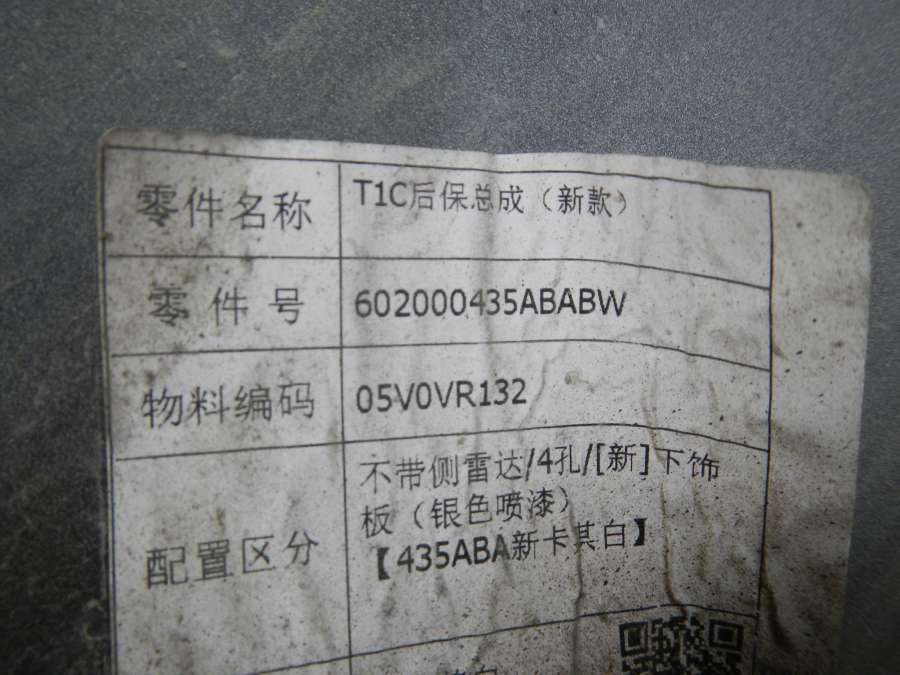 零件名称 T1C后保总成（新款）
零件号 602000435ABABW
物料编码 05V0VR132
配置区分 不带侧雷达/4孔/[新]下饰
板（银色喷漆）
【435ABA新卡其白】